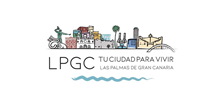 LPGC TU CIUDAD PARA VIVIR
LAS PALMAS DE GRAN CANARIA